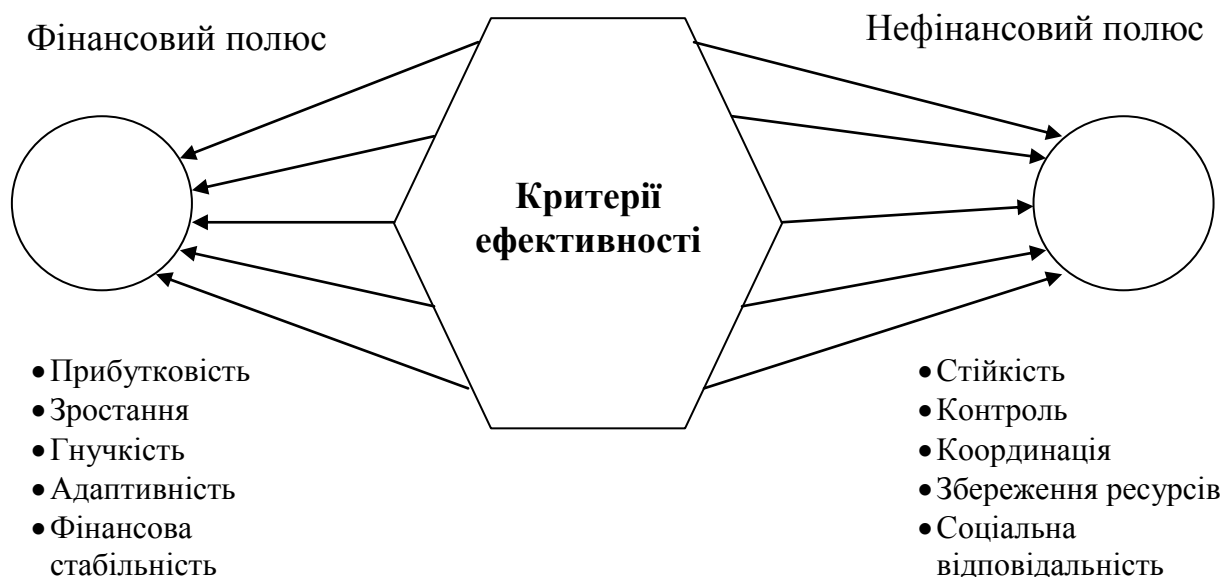 Фінансовий полюс
Нефінансовий полюс
Критерії
ефективності
•Прибутковість
•Зростання
•Гнучкість
•Адаптивність
•Фінансова
стабільність
•Стійкість
•Контроль
•Координація
•Збереження ресурсів
•Соціальна
відповідальність